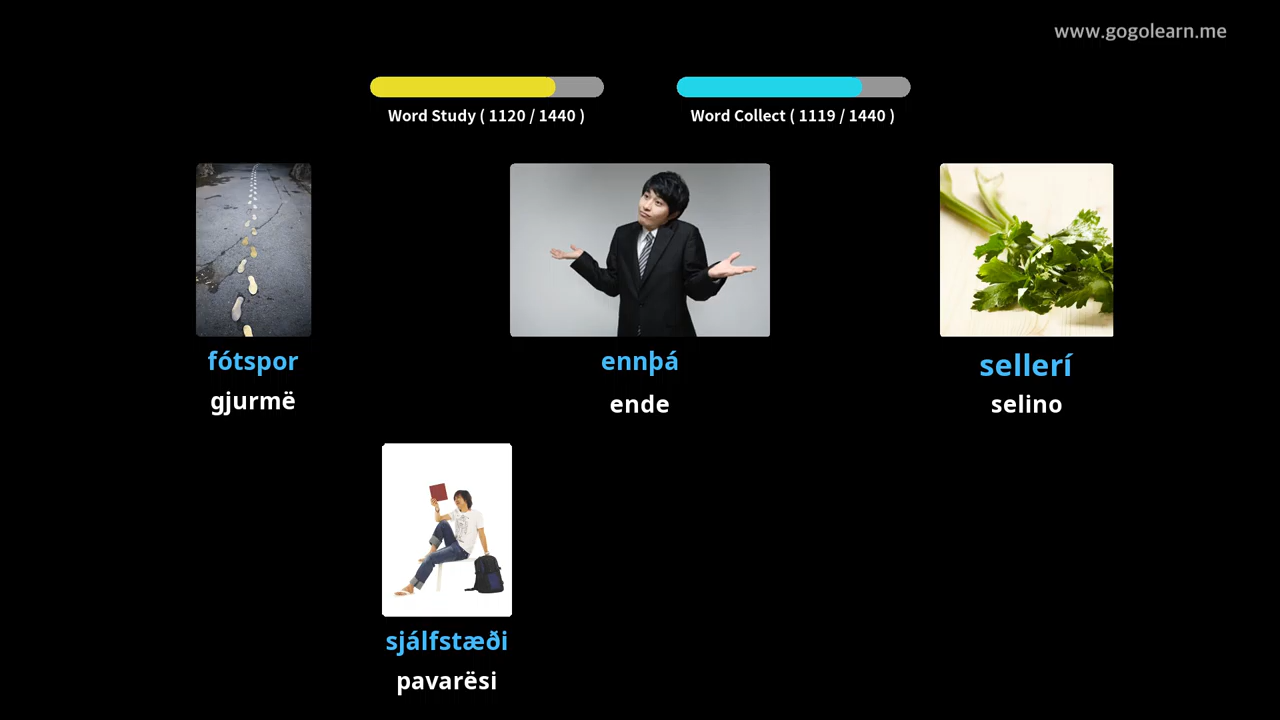 www.gogolearn.me
Word Study ( 1120 / 1440 )
Word Collect ( 1119 / 1440 )
fótspor
gjurmë
ennþá
ende
sellerí
selino
sjálfstæði
pavarësi